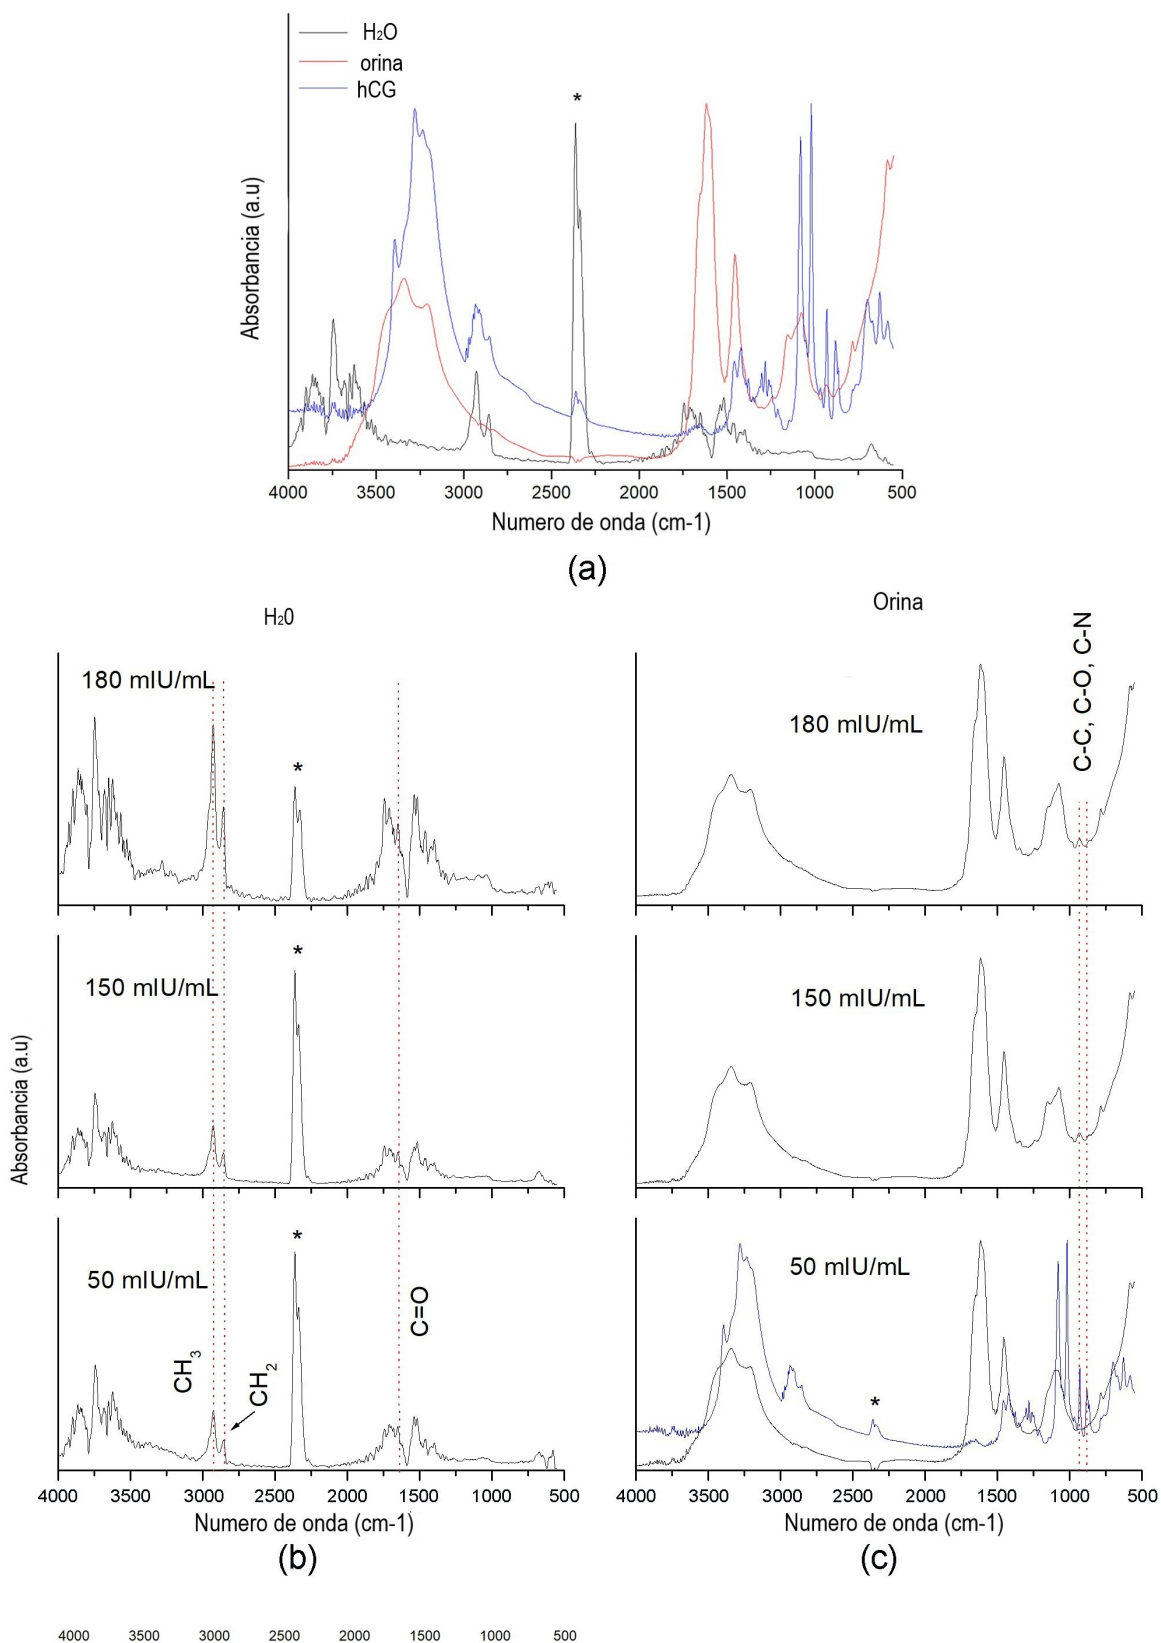 H₂O
orina
hCG
*
Absorbancia (a.u)
4000 3500 3000 2500 2000 1500 1000 500
Numero de onda (cm-1)
(a)
H₂0
180 mIU/mL
*
150 mIU/mL
*
Absorbancia (a.u)
50 mIU/mL
*
CH₃
CH₂
C=O
4000 3500 3000 2500 2000 1500 1000 500
Numero de onda (cm-1)
(b)
Orina
C-C, C-O, C-N
180 mIU/mL
150 mIU/mL
50 mIU/mL
*
4000 3500 3000 2500 2000 1500 1000 500
Numero de onda (cm-1)
(c)
4000 3500 3000 2500 2000 1500 1000 500